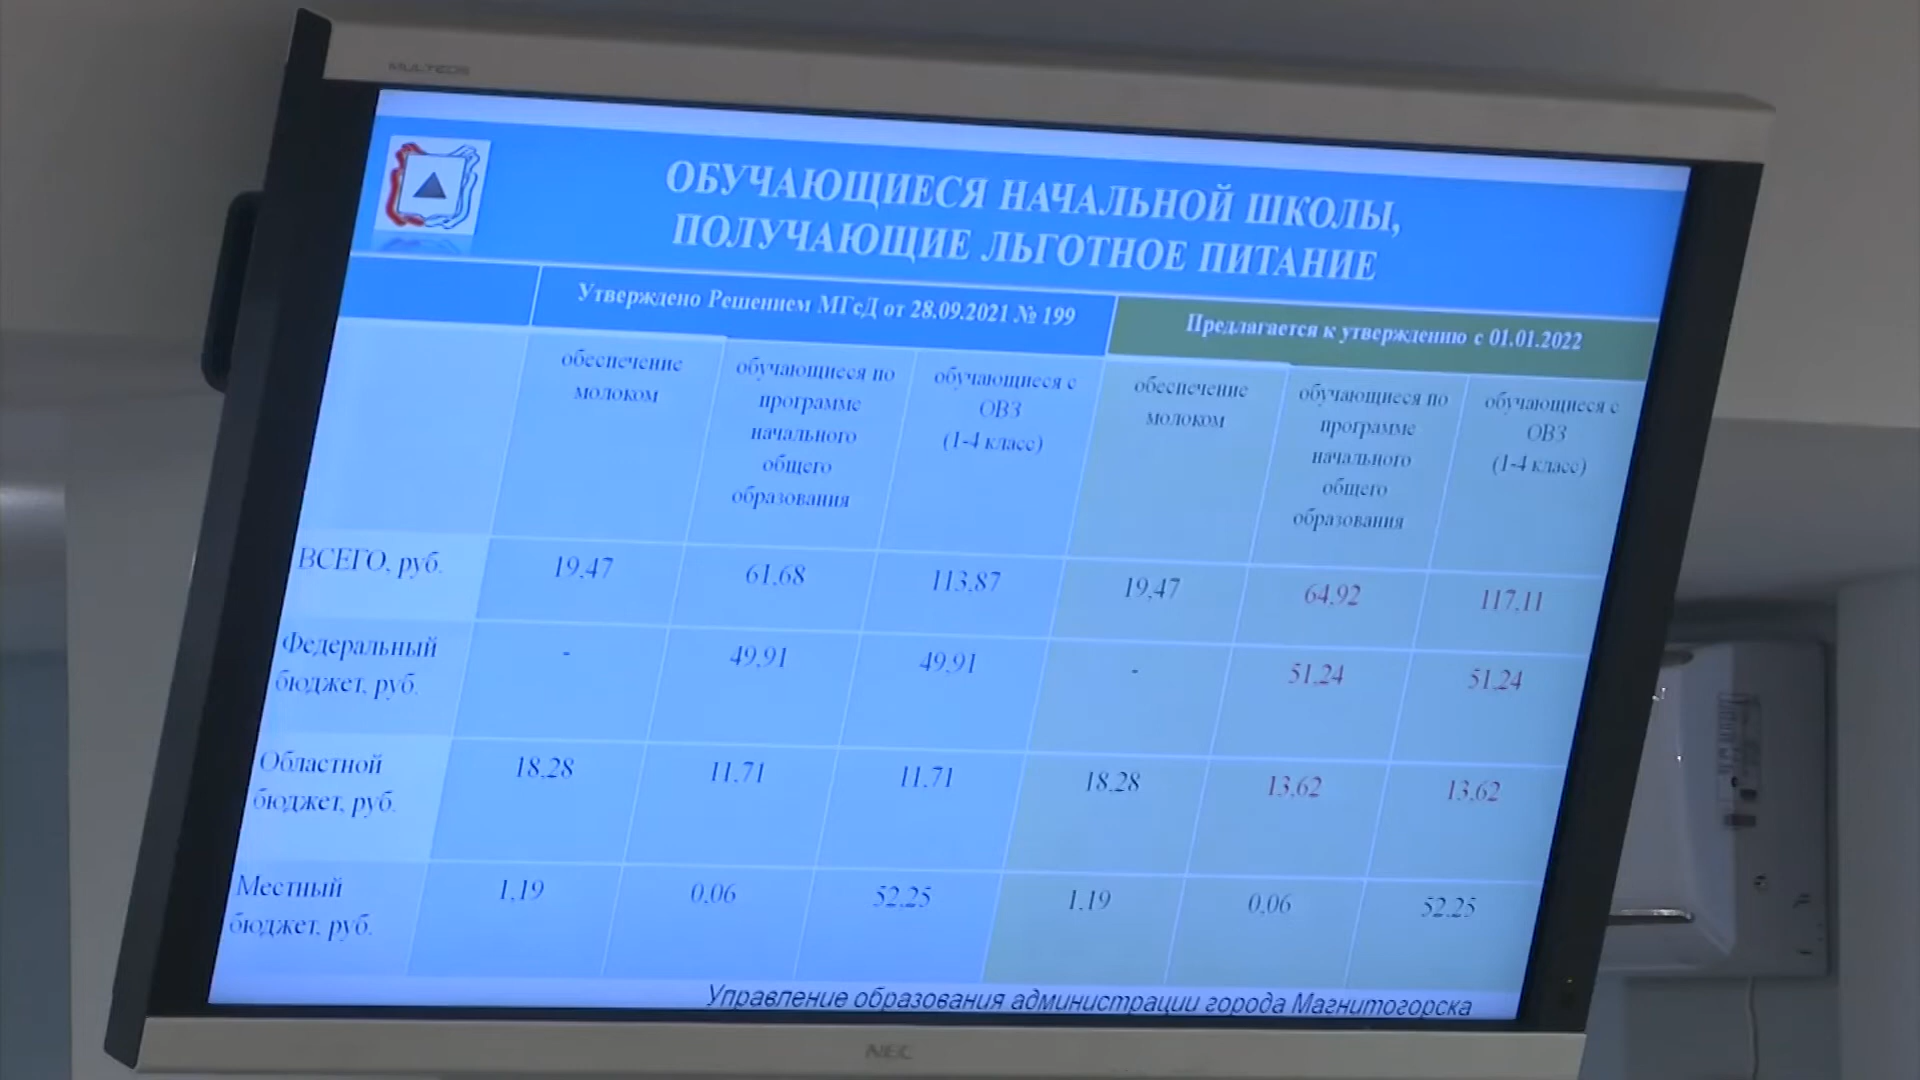 MULTEOS
ОБУЧАЮЩИЕСЯ НАЧАЛЬНОЙ ШКОЛЫ,
ПОЛУЧАЮЩИЕ ЛЬГОТНОЕ ПИТАНИЕ
Утверждено Решением МГсД от 28.09.2021 № 199
Предлагается к утверждению с 01.01.2022
обеспечение
молоком
обучающиеся по
программе
начального
общего
образования
обучающиеся с
ОВЗ
(1-4 класс)
обеспечение
молоком
обучающиеся по
программе
начального
общего
образования
обучающиеся с
ОВЗ
(1-4 класс)
ВСЕГО, руб. 19,47 61,68 113,87 19,47 64,92 117,11
Федеральный
бюджет, руб. - 49,91 49,91 - 51,24 51,24
Областной
бюджет, руб. 18,28 11,71 11,71 18,28 13,62 13,62
Местный
бюджет, руб. 1,19 0,06 52,25 1,19 0,06 52,25
Управление образования администрации города Магнитогорска
NEC